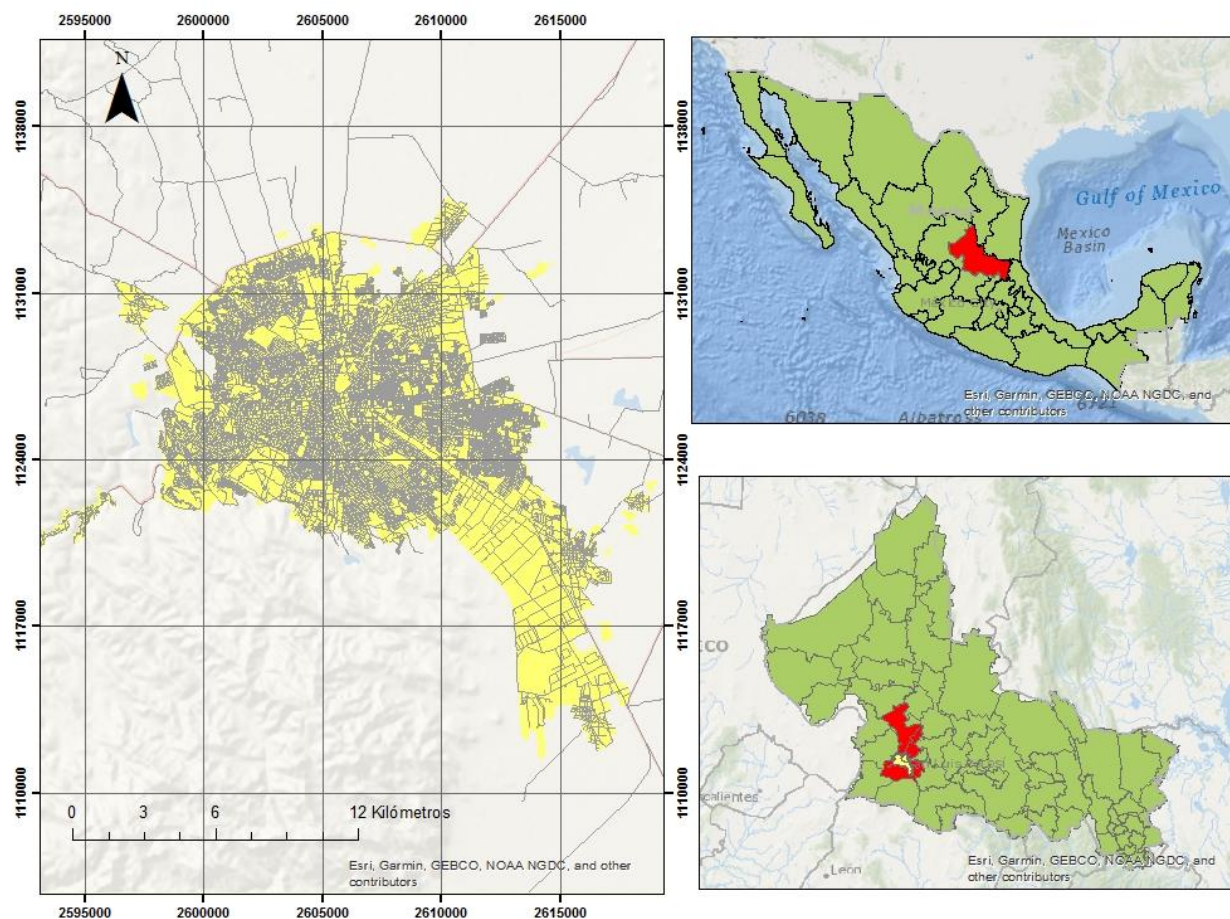 2595000 2600000 2605000 2610000 2615000
N
1138000 1138000
1131000 1131000
1124000 1124000
1117000 1117000
1110000 1110000
0 3 6 12 Kilómetros
Esri, Garmin, GEBCO, NOAA NGDC, and other
contributors
2595000 2600000 2605000 2610000 2615000
Gulf of Mexico
Mexico
Basin
Esri, Garmin, GEBCO, NOAA NGDC, and
other contributors
6038 Albatross 6721
León
Esri, Garmin, GEBCO, NOAA NGDC, and
other contributors